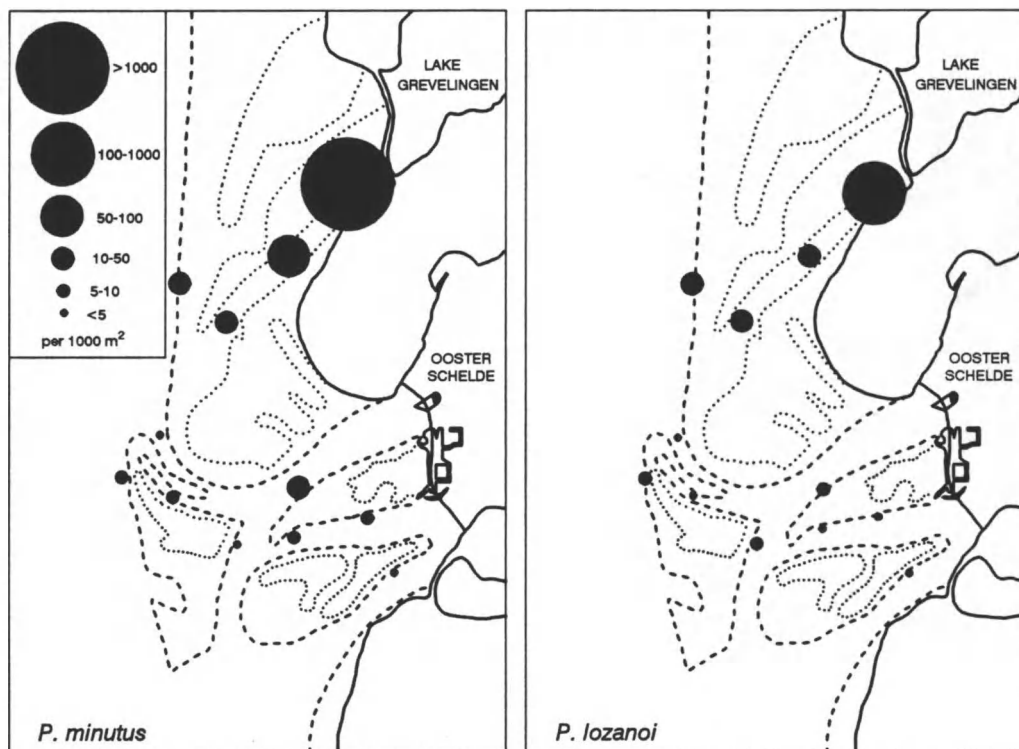 >1000
100-1000
50-100
10-50
5-10
<5
per 1000 m²
LAKE
GREVELINGEN
OOSTER
SCHELDE
P. minutus
LAKE
GREVELINGEN
OOSTER
SCHELDE
P. lozanoi